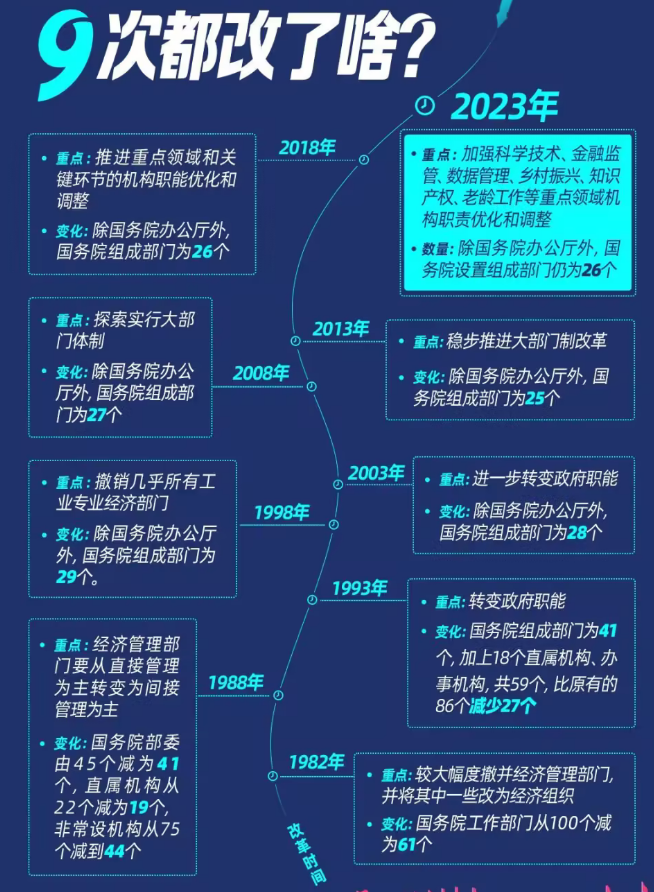 9次都改了啥?
2023年
• 重点: 加强科学技术、金融监
管、数据管理、乡村振兴、知识
产权、老龄工作等重点领域机
构职责优化和调整
• 数量: 除国务院办公厅外, 国
务院设置组成部门仍为26个
2018年
• 重点: 推进重点领域和关
键环节的机构职能优化和
调整
• 变化: 除国务院办公厅外,
国务院组成部门为26个
2013年
• 重点: 稳步推进大部门制改革
• 变化: 除国务院办公厅外, 国
务院组成部门为25个
2008年
• 重点: 探索实行大部
门体制
• 变化: 除国务院办公
厅外, 国务院组成部
门为27个
2003年
• 重点: 进一步转变政府职能
• 变化: 除国务院办公厅外,
国务院组成部门为28个
1998年
• 重点: 撤销几乎所有工
业专业经济部门
• 变化: 除国务院办公厅
外, 国务院组成部门为
29个。
1993年
• 重点: 转变政府职能
• 变化: 国务院组成部门为41
个, 加上18个直属机构、办
事机构, 共59个, 比原有的
86个减少27个
1988年
• 重点: 经济管理部
门要从直接管理
为主转变为间接
管理为主
• 变化: 国务院部委
由45个减为41
个, 直属机构从
22个减为19个,
非常设机构从75
个减到44个
1982年
• 重点: 较大幅度撤并经济管理部门,
并将其中一些改为经济组织
• 变化: 国务院工作部门从100个减
为61个
改革时间